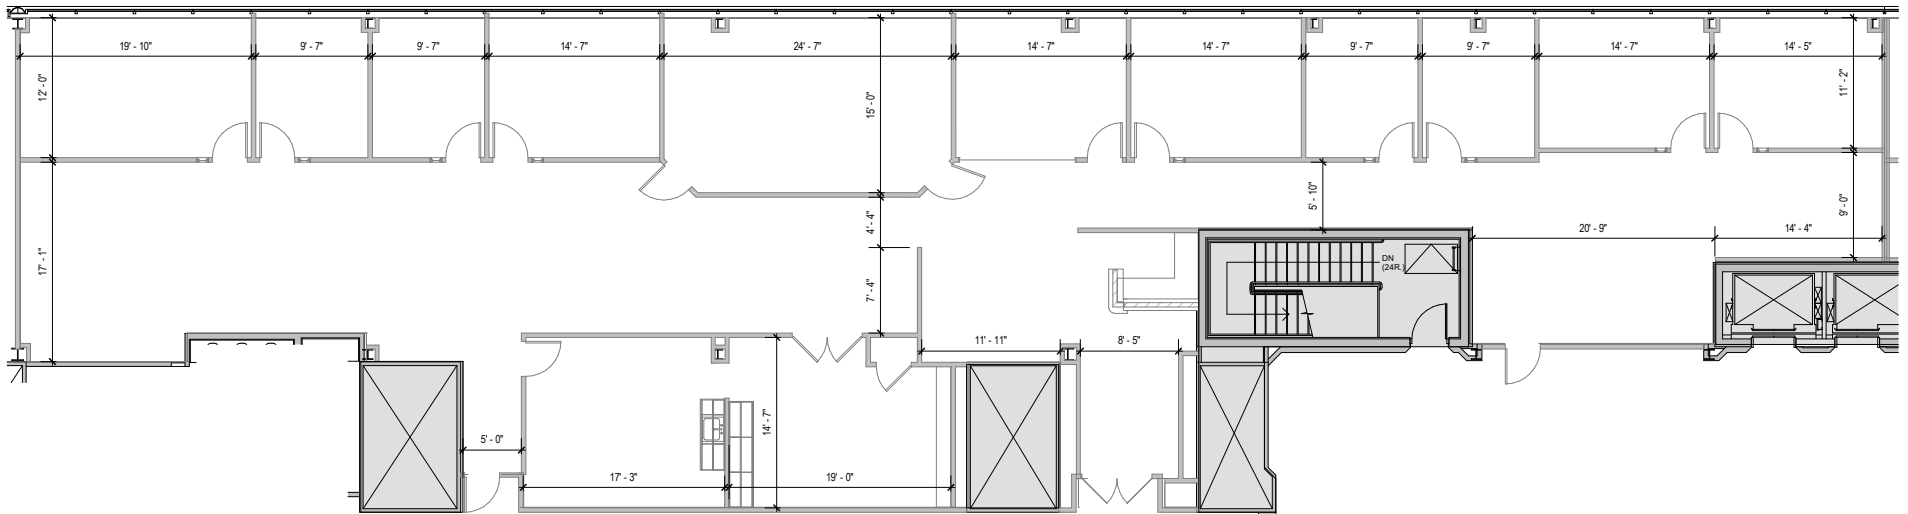 19' - 10"
9' - 7"
9' - 7"
14' - 7"
24' - 7"
14' - 7"
14' - 7"
9' - 7"
9' - 7"
14' - 7"
14' - 5"
12' - 0"
15' - 0"
11' - 2"
5' - 10"
9' - 0"
4' - 4"
17' - 1"
20' - 9"
14' - 4"
DN
(24R.)
7' - 4"
11' - 11"
8' - 5"
14' - 7"
5' - 0"
17' - 3"
19' - 0"